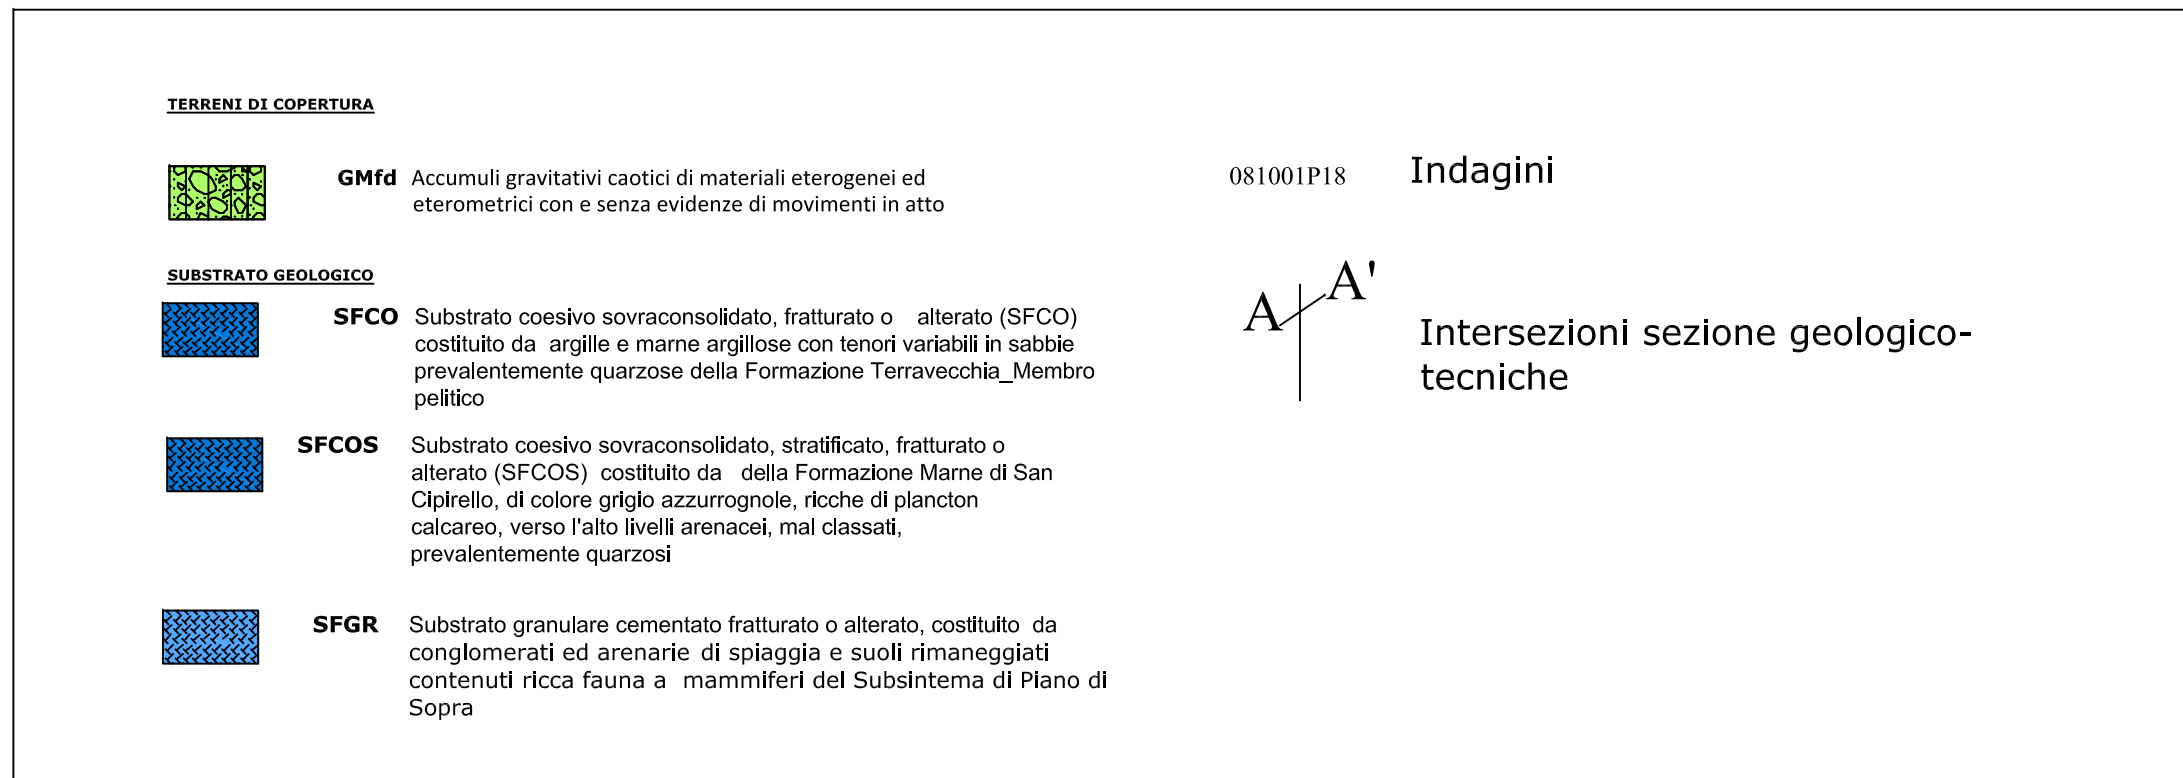 TERRENI DI COPERTURA
GMfd Accumuli gravitativi caotici di materiali eterogenei ed
eterometrici con e senza evidenze di movimenti in atto
SUBSTRATO GEOLOGICO
SFCO Substrato coesivo sovraconsolidato, fratturato o alterato (SFCO)
costituito da argille e marne argillose con tenori variabili in sabbie
prevalentemente quarzose della Formazione Terravecchia_Membro
pelitico
SFCOS Substrato coesivo sovraconsolidato, stratificato, fratturato o
alterato (SFCOS) costituito da della Formazione Marne di San
Cipirello, di colore grigio azzurrognole, ricche di plancton
calcareo, verso l'alto livelli arenacei, mal classati,
prevalentemente quarzosi
SFGR Substrato granulare cementato fratturato o alterato, costituito da
conglomerati ed arenarie di spiaggia e suoli rimaneggiati
contenuti ricca fauna a mammiferi del Subsintema di Piano di
Sopra
081001P18 Indagini
A A'
Intersezioni sezione geologico-
tecniche